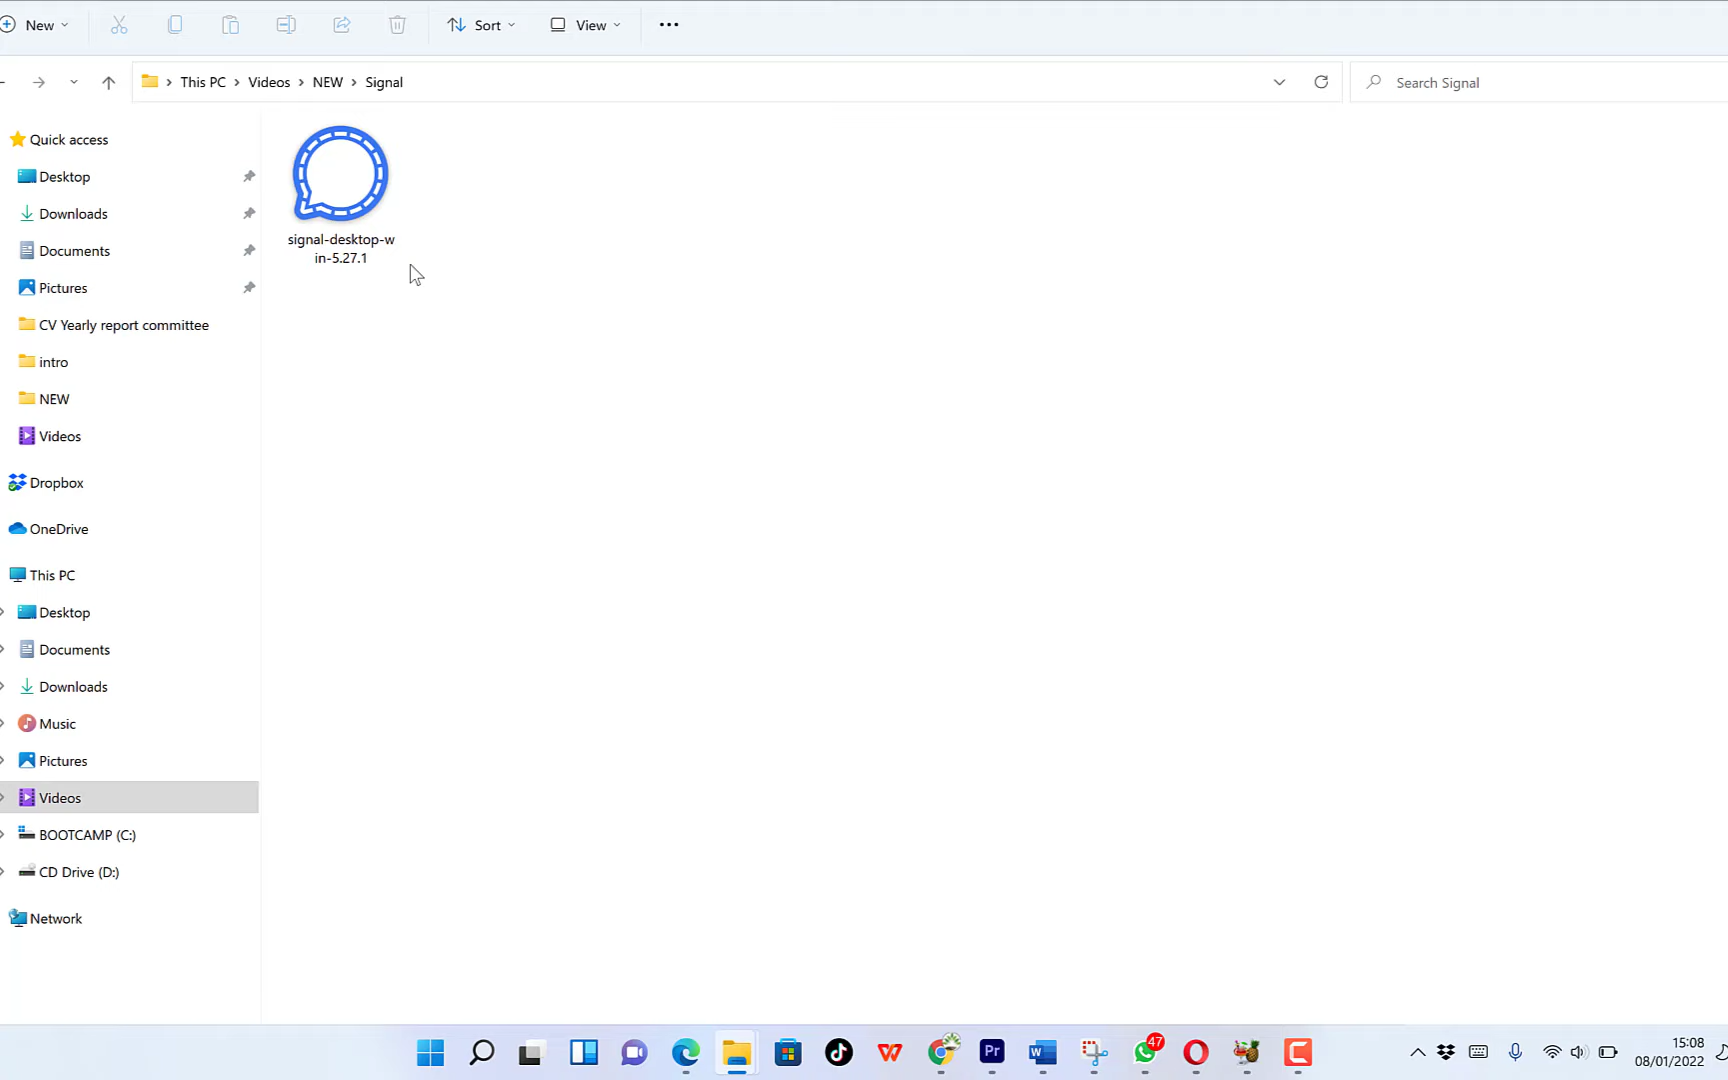 New
Sort
View
This PC > Videos > NEW > Signal
Search Signal
Quick access
Desktop
Downloads
Documents
Pictures
CV Yearly report committee
intro
NEW
Videos
Dropbox
OneDrive
This PC
Desktop
Documents
Downloads
Music
Pictures
Videos
BOOTCAMP (C:)
CD Drive (D:)
Network
signal-desktop-w
in-5.27.1
Pr
W
47
15:08
08/01/2022